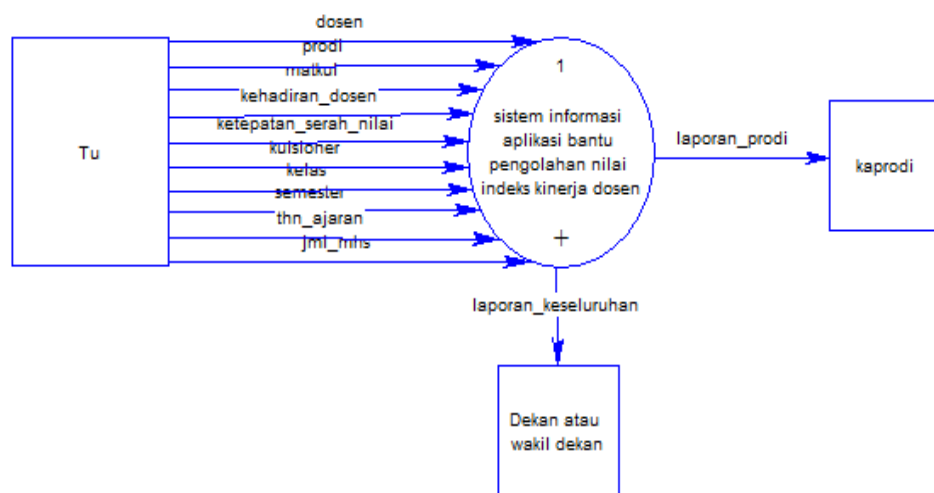 dosen
prodi
matkul
kehadiran_dosen
ketepatan_serah_nilai
kuisioner
kelas
semester
thn_ajaran
jml_mhs
Tu
1
sistem informasi
aplikasi bantu
pengolahan nilai
indeks kinerja dosen
+
laporan_prodi
kaprodi
laporan_keseluruhan
Dekan atau
wakil dekan